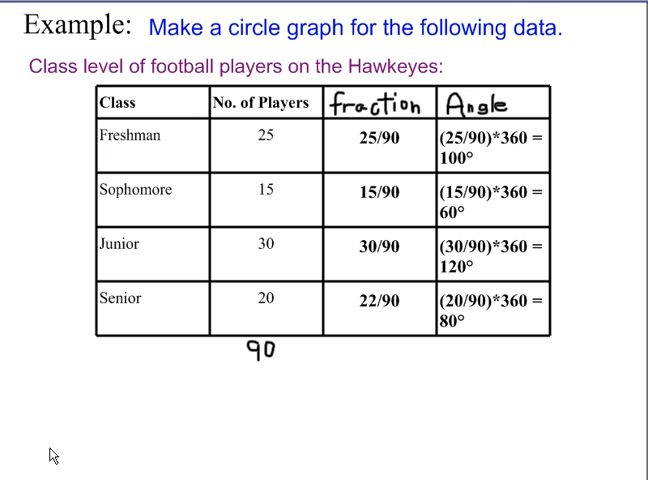 Example: Make a circle graph for the following data.
Class level of football players on the Hawkeyes:
Class No. of Players fraction Angle
Freshman 25 25/90 (25/90)*360 =
100°
Sophomore 15 15/90 (15/90)*360 =
60°
Junior 30 30/90 (30/90)*360 =
120°
Senior 20 22/90 (20/90)*360 =
80°
90